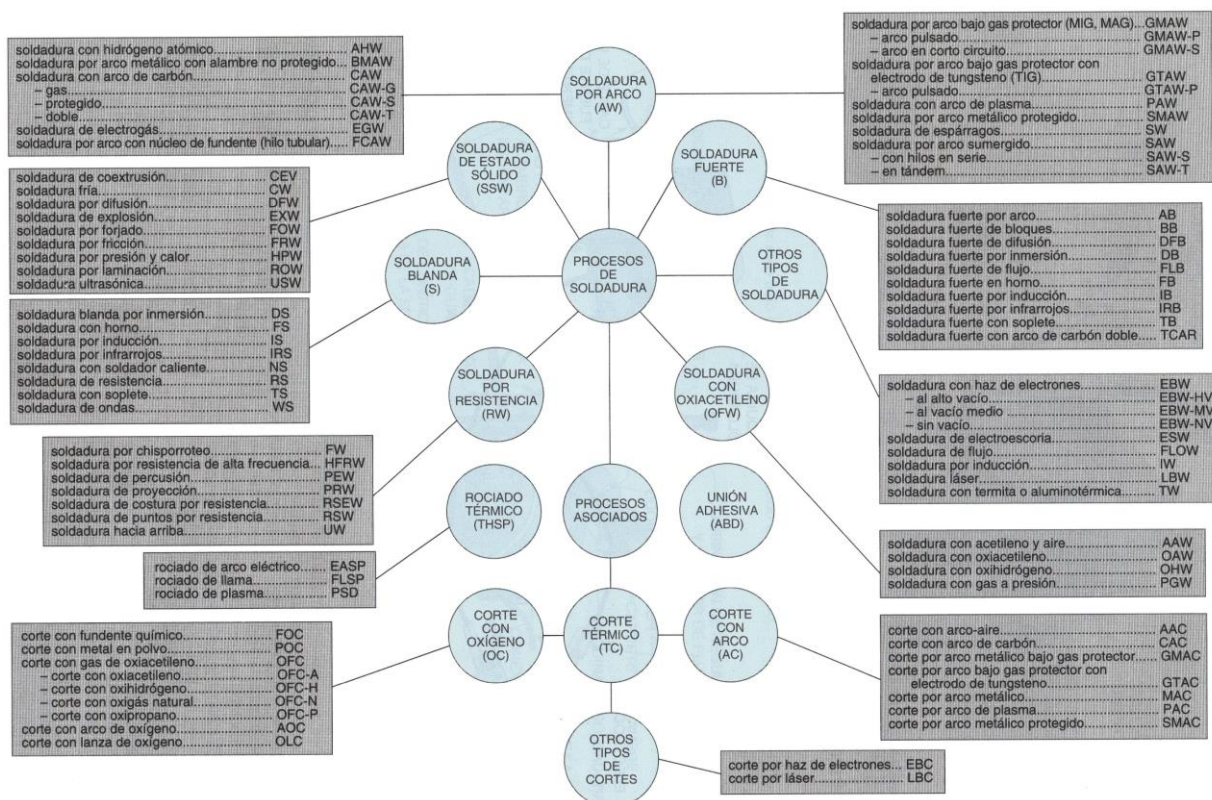 soldadura con hidrógeno atómico AHW
soldadura por arco metálico con alambre no protegido BMAW
soldadura con arco de carbón CAW
– gas CAW-G
– protegido CAW-S
– doble CAW-T
soldadura de electrogás EGW
soldadura por arco con núcleo de fundente (hilo tubular) FCAW
SOLDADURA
POR ARCO
(AW)
soldadura por arco bajo gas protector (MIG, MAG) GMAW
– arco pulsado GMAW-P
– arco en corto circuito GMAW-S
soldadura por arco bajo gas protector con
electrodo de tungsteno (TIG) GTAW
– arco pulsado GTAW-P
soldadura con arco de plasma PAW
soldadura por arco metálico protegido SMAW
soldadura de espárragos SW
soldadura por arco sumergido SAW
– con hilos en serie SAW-S
– en tándem SAW-T
SOLDADURA
DE ESTADO
SÓLIDO
(SSW)
SOLDADURA
FUERTE
(B)
soldadura de coextrusión CEV
soldadura fría CW
soldadura por difusión DFW
soldadura de explosión EXW
soldadura por forjado FOW
soldadura por fricción FRW
soldadura por presión y calor HPW
soldadura por laminación ROW
soldadura ultrasónica USW
SOLDADURA
BLANDA
(S)
PROCESOS
DE
SOLDADURA
OTROS
TIPOS
DE
SOLDADURA
soldadura fuerte por arco AB
soldadura fuerte de bloques BB
soldadura fuerte de difusión DFB
soldadura fuerte por inmersión DB
soldadura fuerte de flujo FLB
soldadura fuerte en horno FB
soldadura fuerte por inducción IB
soldadura fuerte por infrarrojos IRB
soldadura fuerte con soplete TB
soldadura fuerte con arco de carbón doble TCAR
soldadura blanda por inmersión DS
soldadura con horno FS
soldadura por inducción IS
soldadura por infrarrojos IRS
soldadura con soldador caliente NS
soldadura de resistencia RS
soldadura con soplete TS
soldadura de ondas WS
SOLDADURA
POR
RESISTENCIA
(RW)
SOLDADURA
CON
OXIACETILENO
(OFW)
soldadura con haz de electrones EBW
– al alto vacío EBW-HV
– al vacío medio EBW-MV
– sin vacío EBW-NV
soldadura de electroescoria ESW
soldadura de flujo FLOW
soldadura por inducción IW
soldadura láser LBW
soldadura con termita o aluminotérmica TW
soldadura por chisporroteo FW
soldadura por resistencia de alta frecuencia HFRW
soldadura de percusión PEW
soldadura de proyección PRW
soldadura de costura por resistencia RSEW
soldadura de puntos por resistencia RSW
soldadura hacia arriba UW
ROCIADO
TÉRMICO
(THSP)
PROCESOS
ASOCIADOS
UNIÓN
ADHESIVA
(ABD)
soldadura con acetileno y aire AAW
soldadura con oxiacetileno OAW
soldadura con oxihidrógeno OHW
soldadura con gas a presión PGW
rociado de arco eléctrico EASP
rociado de llama FLSP
rociado de plasma PSD
CORTE
CON
OXÍGENO
(OC)
CORTE
TÉRMICO
(TC)
CORTE
CON
ARCO
(AC)
corte con fundente químico FOC
corte con metal en polvo POC
corte con gas de oxiacetileno OFC
– corte con oxiacetileno OFC-A
– corte con oxihidrógeno OFC-H
– corte con oxigás natural OFC-N
– corte con oxipropano OFC-P
corte con arco de oxígeno AOC
corte con lanza de oxígeno OLC
corte con arco-aire AAC
corte con arco de carbón CAC
corte por arco metálico bajo gas protector GMAC
corte por arco bajo gas protector con
electrodo de tungsteno GTAC
corte por arco metálico MAC
corte por arco de plasma PAC
corte por arco metálico protegido SMAC
OTROS
TIPOS
DE
CORTES
corte por haz de electrones EBC
corte por láser LBC